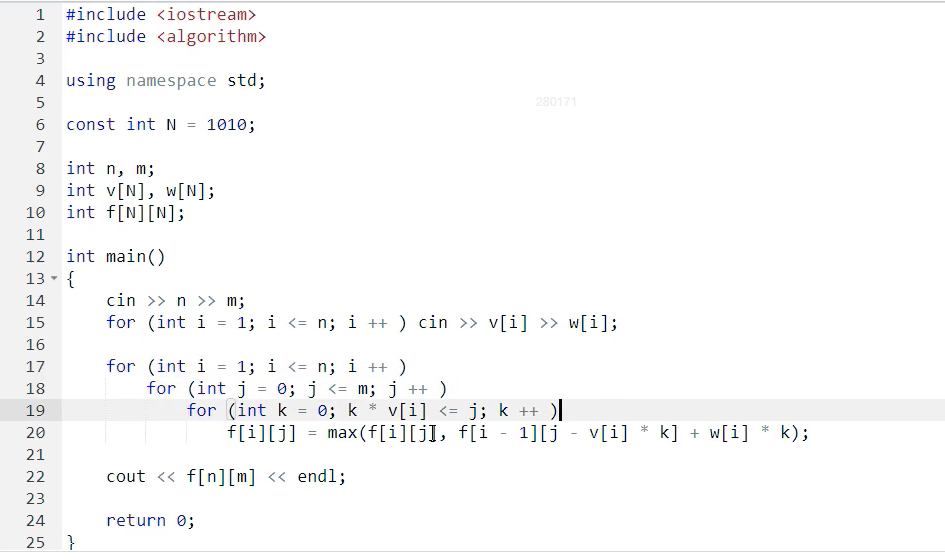 1 #include <iostream>
2 #include <algorithm>
3
4 using namespace std;
5
280171
6 const int N = 1010;
7
8 int n, m;
9 int v[N], w[N];
10 int f[N][N];
11
12 int main()
13 {
14     cin >> n >> m;
15     for (int i = 1; i <= n; i ++ ) cin >> v[i] >> w[i];
16
17     for (int i = 1; i <= n; i ++ )
18         for (int j = 0; j <= m; j ++ )
19             for (int k = 0; k * v[i] <= j; k ++ )
20                 f[i][j] = max(f[i][j], f[i - 1][j - v[i] * k] + w[i] * k);
21
22     cout << f[n][m] << endl;
23
24     return 0;
25 }